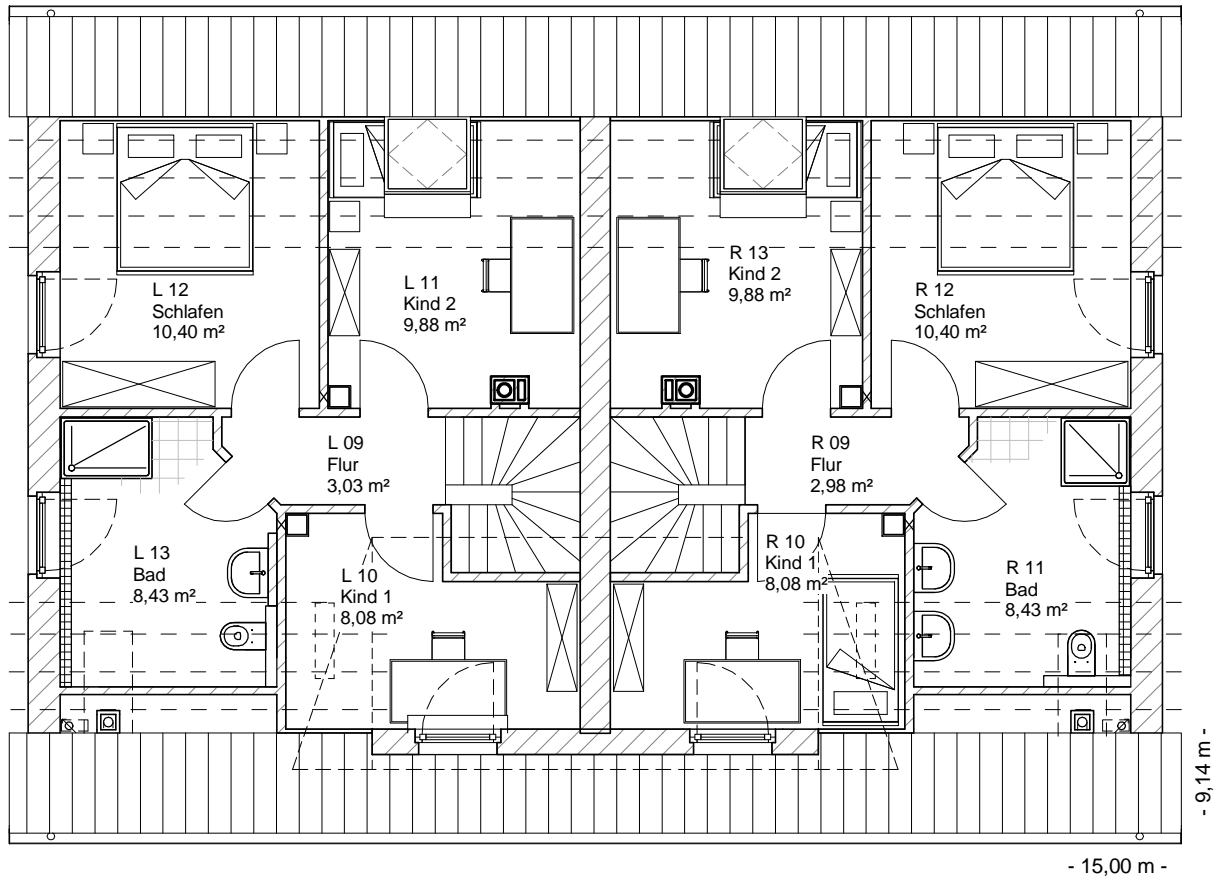 L 12
Schlafen
10,40 m²
L 11
Kind 2
9,88 m²
R 13
Kind 2
9,88 m²
R 12
Schlafen
10,40 m²
L 09
Flur
3,03 m²
R 09
Flur
2,98 m²
L 13
Bad
8,43 m²
L 10
Kind 1
8,08 m²
R 10
Kind 1
8,08 m²
R 11
Bad
8,43 m²
- 9,14 m -
- 15,00 m -